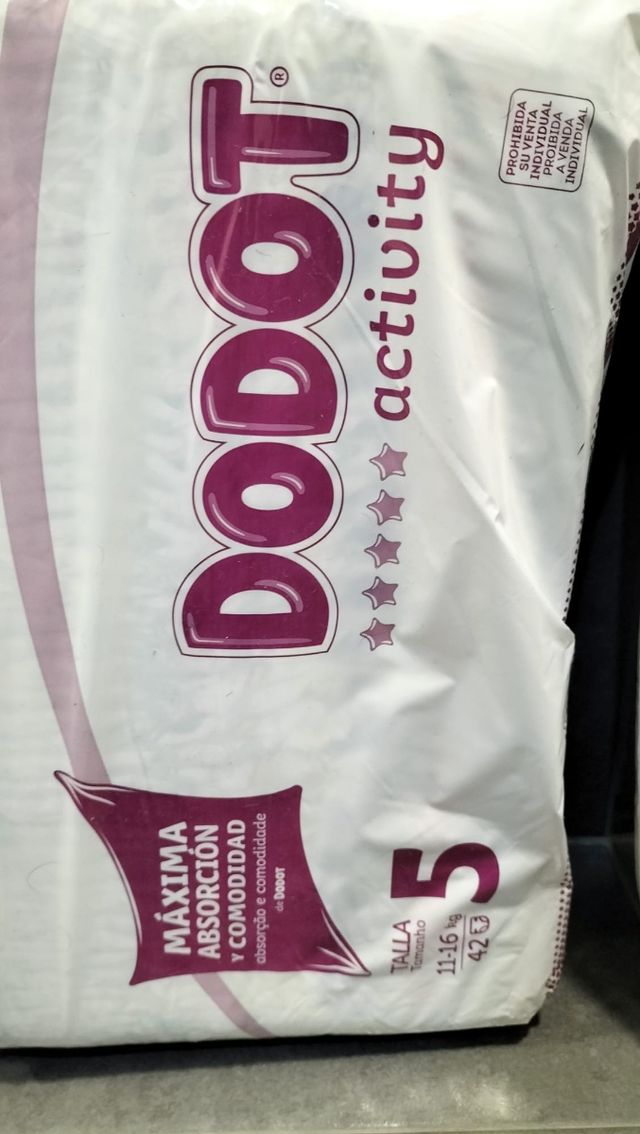 DODOT®
activity
PROHIBIDA
SU VENTA
INDIVIDUAL
PROIBIDA
A VENDA
INDIVIDUAL
MÁXIMA
ABSORCIÓN
Y COMODIDAD
absorção e comodidade
de DODOT
TALLA
Tamanho
5
11-16 kg
42